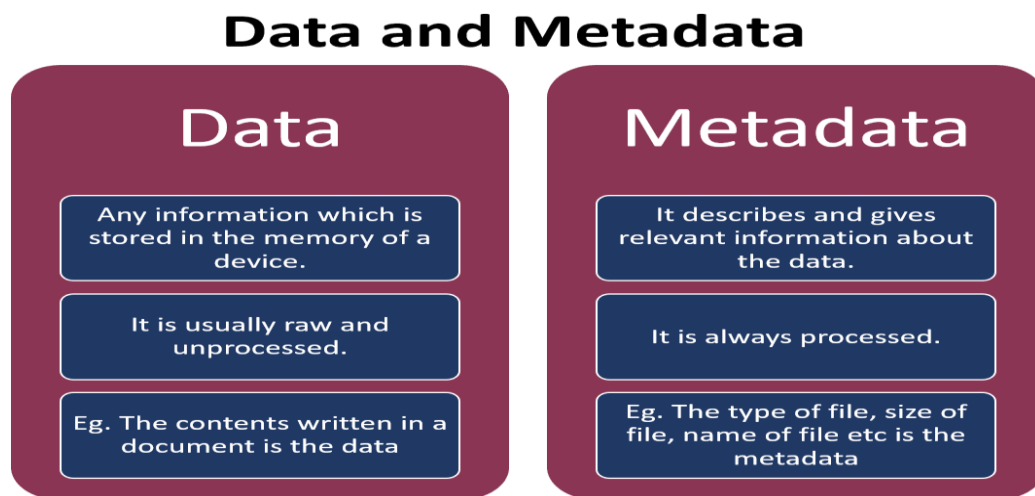 Data and Metadata
Data
Any information which is
stored in the memory of a
device.
It is usually raw and
unprocessed.
Eg. The contents written in a
document is the data
Metadata
It describes and gives
relevant information about
the data.
It is always processed.
Eg. The type of file, size of
file, name of file etc is the
metadata